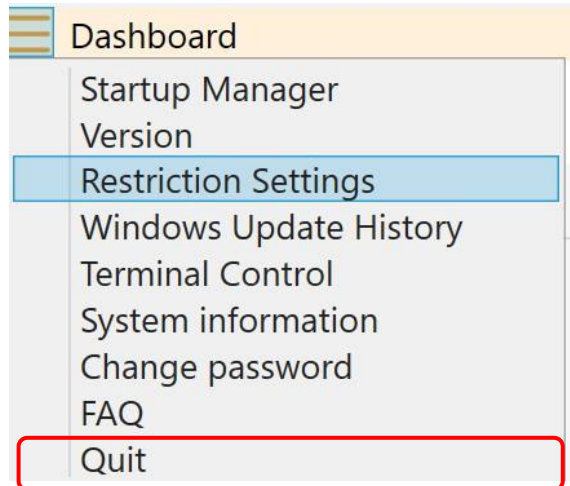 Dashboard
Startup Manager
Version
Restriction Settings
Windows Update History
Terminal Control
System information
Change password
FAQ
Quit